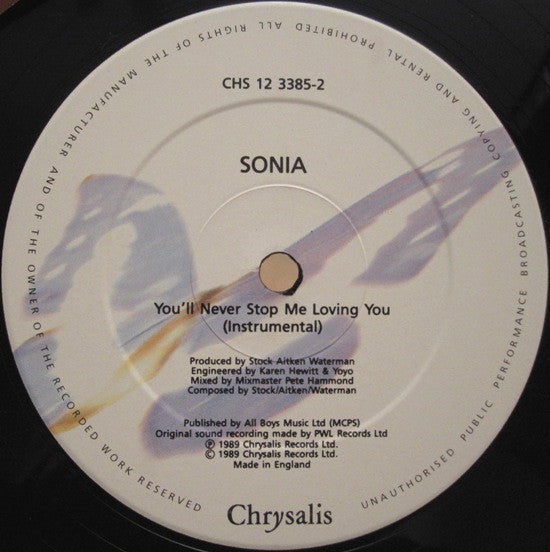 CHS 12 3385-2
SONIA
You'll Never Stop Me Loving You
(Instrumental)
Produced by Stock Aitken Waterman
Engineered by Karen Hewitt & Yoyo
Mixed by Mixmaster Pete Hammond
Composed by Stock/Aitken/Waterman
Published by All Boys Music Ltd (MCPS)
Original sound recording made by PWL Records Ltd
℗ 1989 Chrysalis Records Ltd.
© 1989 Chrysalis Records Ltd.
Made in England
Chrysalis
ALL RIGHTS OF THE MANUFACTURER AND OF THE OWNER OF THE RECORDED WORK RESERVED
UNAUTHORISED PUBLIC PERFORMANCE BROADCASTING COPYING AND RENTAL PROHIBITED